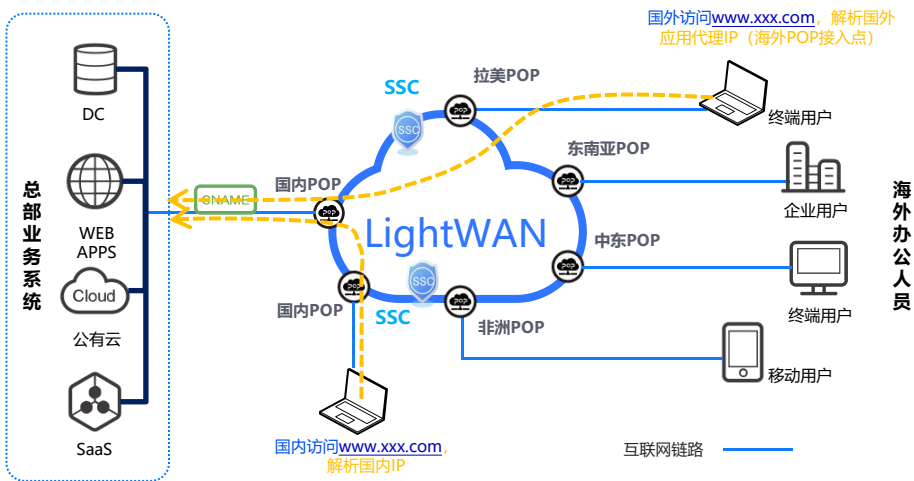 国外访问www.xxx.com，解析国外
应用代理IP（海外POP接入点）
拉美POP
SSC
SSC
终端用户
DC
东南亚POP
总部业务系统
国内POP
CNAME
企业用户
海外办公人员
WEB
APPS
LightWAN
中东POP
Cloud
公有云
国内POP
SSC
SSC
POP
POP
POP
POP
POP
POP
非洲POP
终端用户
移动用户
SaaS
国内访问www.xxx.com，
解析国内IP
互联网链路